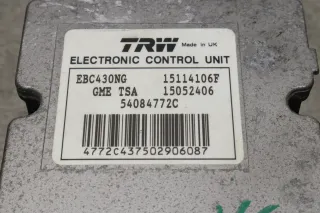 TRW Made in UK
ELECTRONIC CONTROL UNIT
EBC430NG 15114106F
GME TSA 15052406
54084772C
4772C437502906087